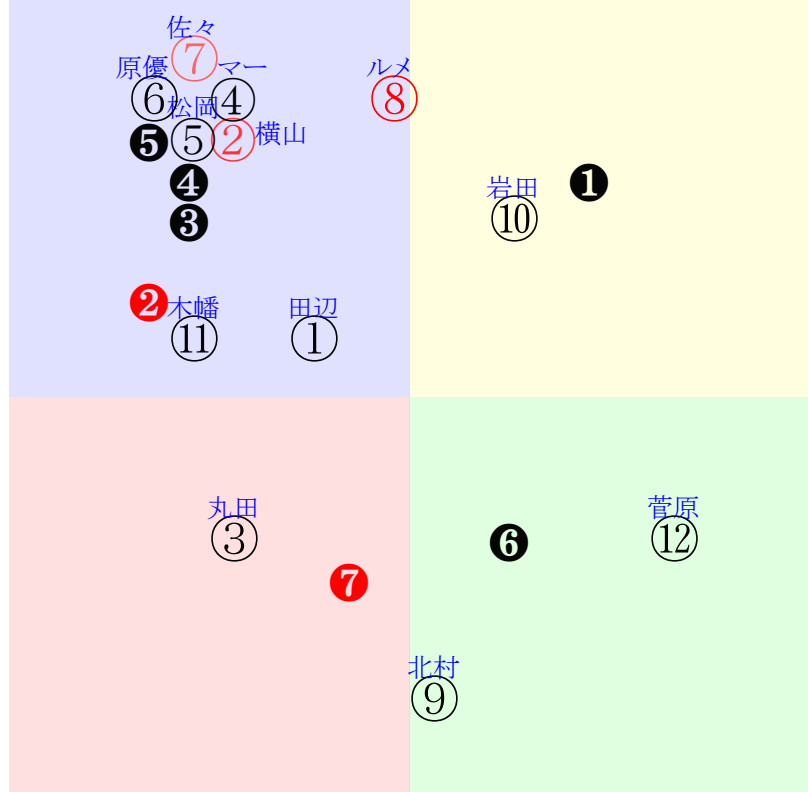 佐々
⑦
原優
マー
ルメ
⑥
④
⑧
松岡
横山
❺
⑤
②
❹
岩田
❶
❸
⑩
❷
木幡
田辺
⑪
①
丸田
菅原
③
❻
⑫
❼
北村
⑨